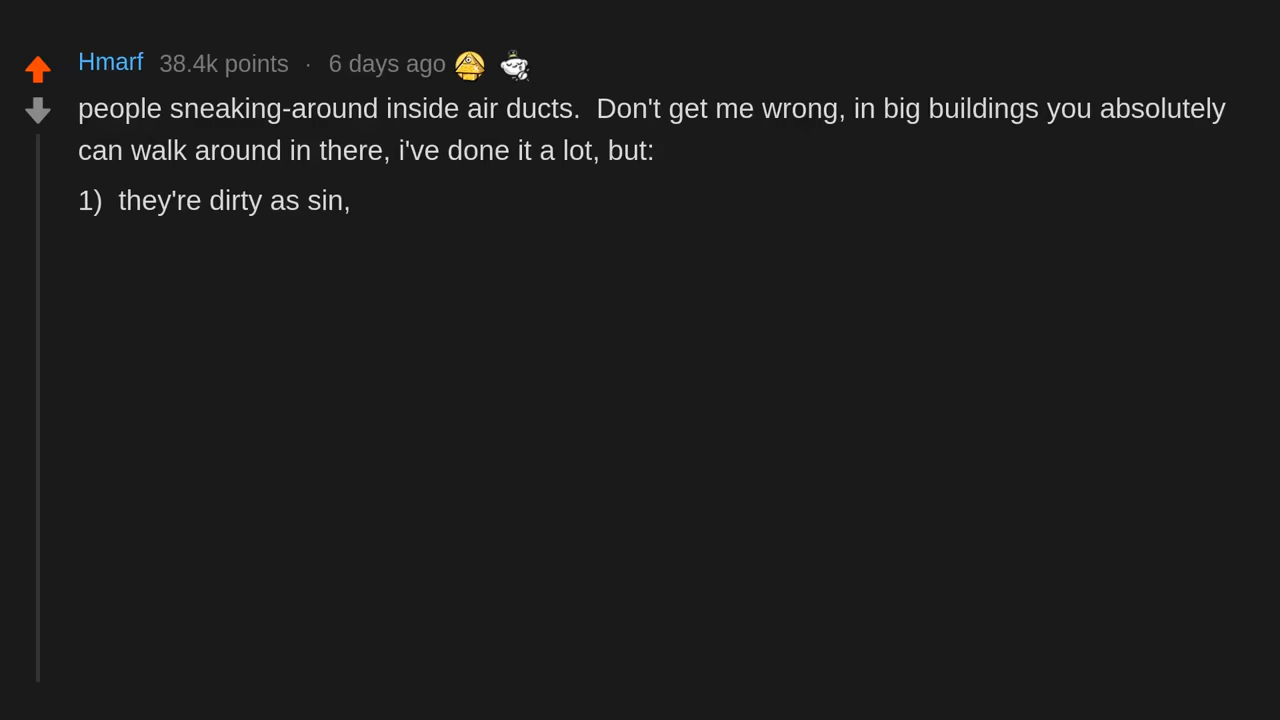 Hmarf 38.4k points · 6 days ago
people sneaking-around inside air ducts.  Don't get me wrong, in big buildings you absolutely
can walk around in there, i've done it a lot, but:
1)  they're dirty as sin,